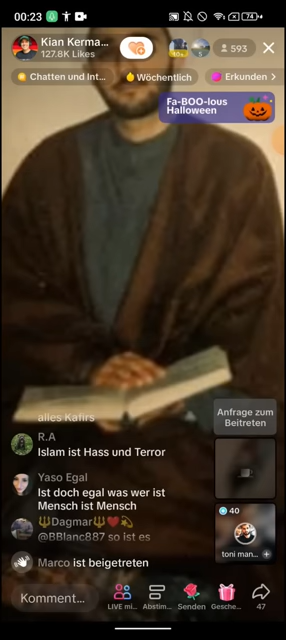 00:23
74
Kian Kerma...
127.8K Likes
593
Chatten und Int...
Wöchentlich
Erkunden
Fa-BOO-lous
Halloween
alles Kafirs
Anfrage zum
Beitreten
R.A
Islam ist Hass und Terror
Yaso Egal
Ist doch egal was wer ist
Mensch ist Mensch
40
🔱Dagmar🔱❤️💫
@BBlanc887 so ist es
toni man...
Marco ist beigetreten
Komment...
LIVE mi...
Abstim...
Senden
Gesche...
47